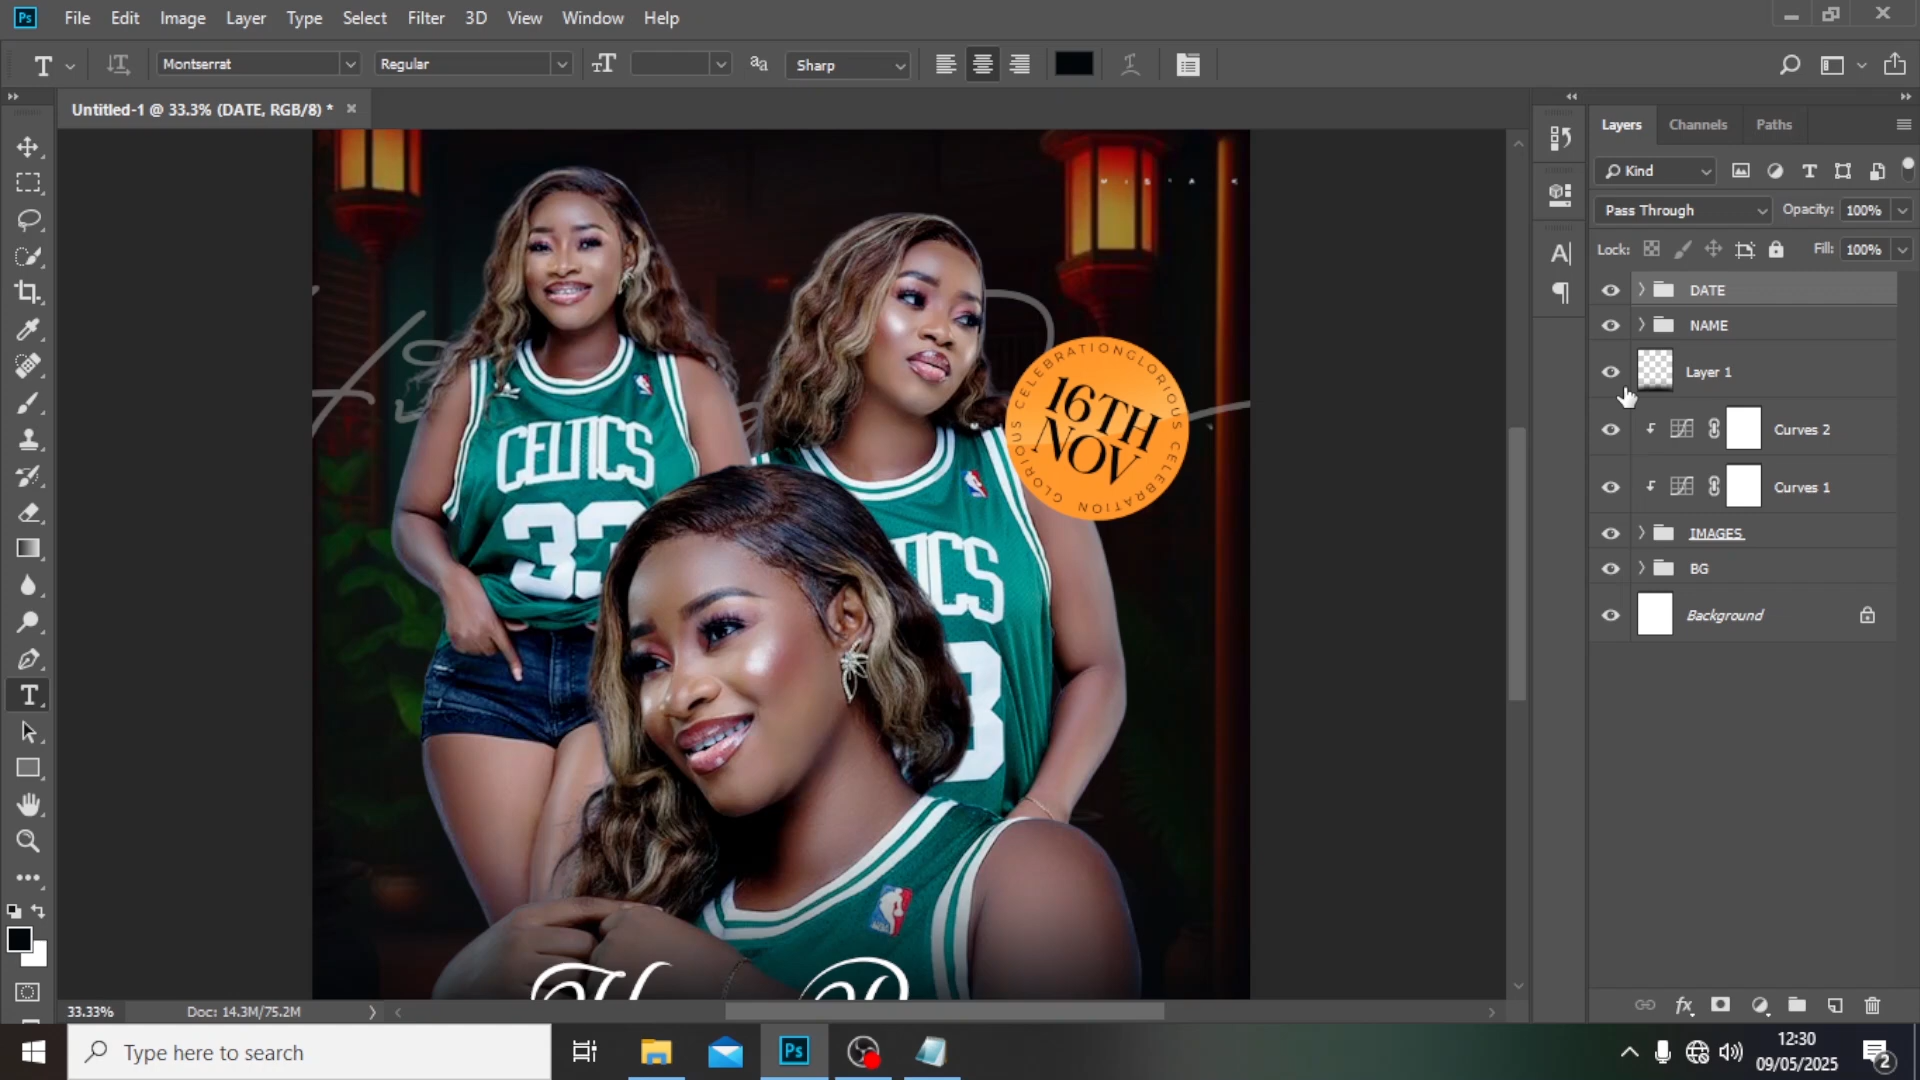 Ps File Edit Image Layer Type Select Filter 3D View Window Help
T Montserrat Regular Sharp
Untitled-1 @ 33.3% (DATE, RGB/8) *
Layers Channels Paths
Kind
Pass Through Opacity: 100%
Lock: Fill: 100%
DATE
NAME
Layer 1
Curves 2
Curves 1
IMAGES
BG
Background
CELTICS
33
GLORIOUS CELEBRATION GLORIOUS CELEBRATION
16TH
NOV
33.33% Doc: 14.3M/75.2M
Type here to search
Ps
12:30
09/05/2025
2